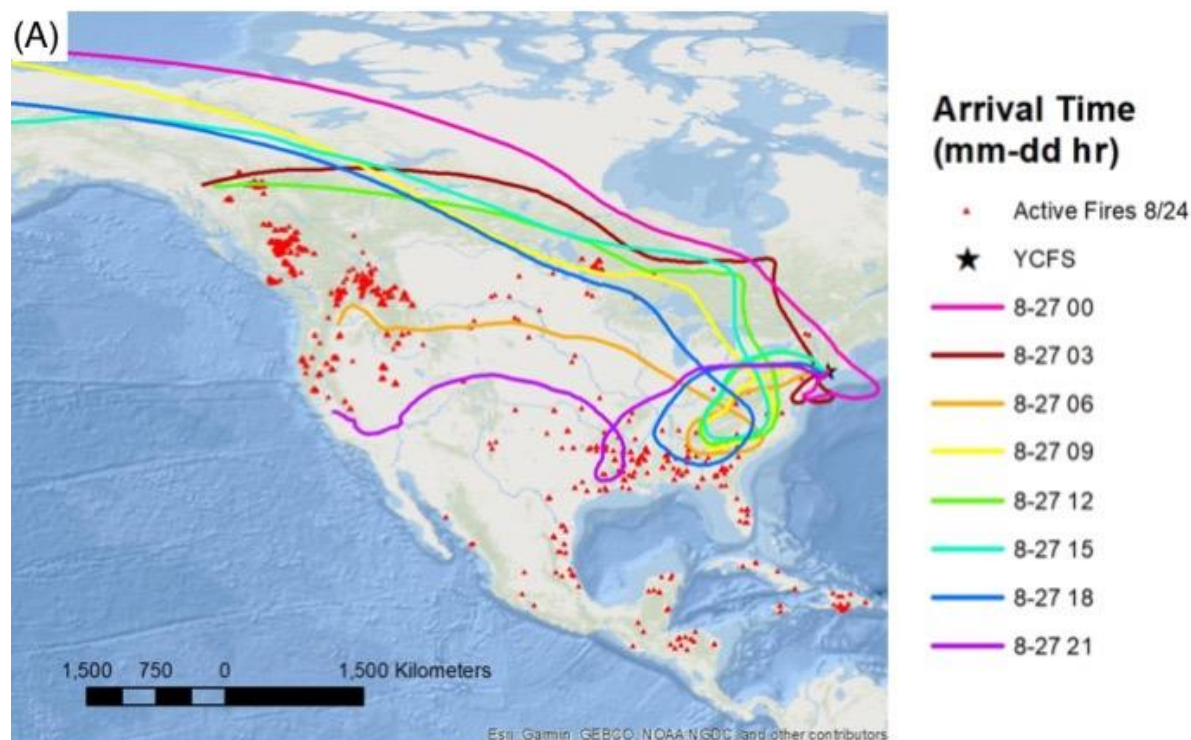 (A)
Arrival Time
(mm-dd hr)
Active Fires 8/24
YCFS
8-27 00
8-27 03
8-27 06
8-27 09
8-27 12
8-27 15
8-27 18
8-27 21
1,500 750 0 1,500 Kilometers
Esri, Garmin, GEBCO, NOAA NGDC, and other contributors